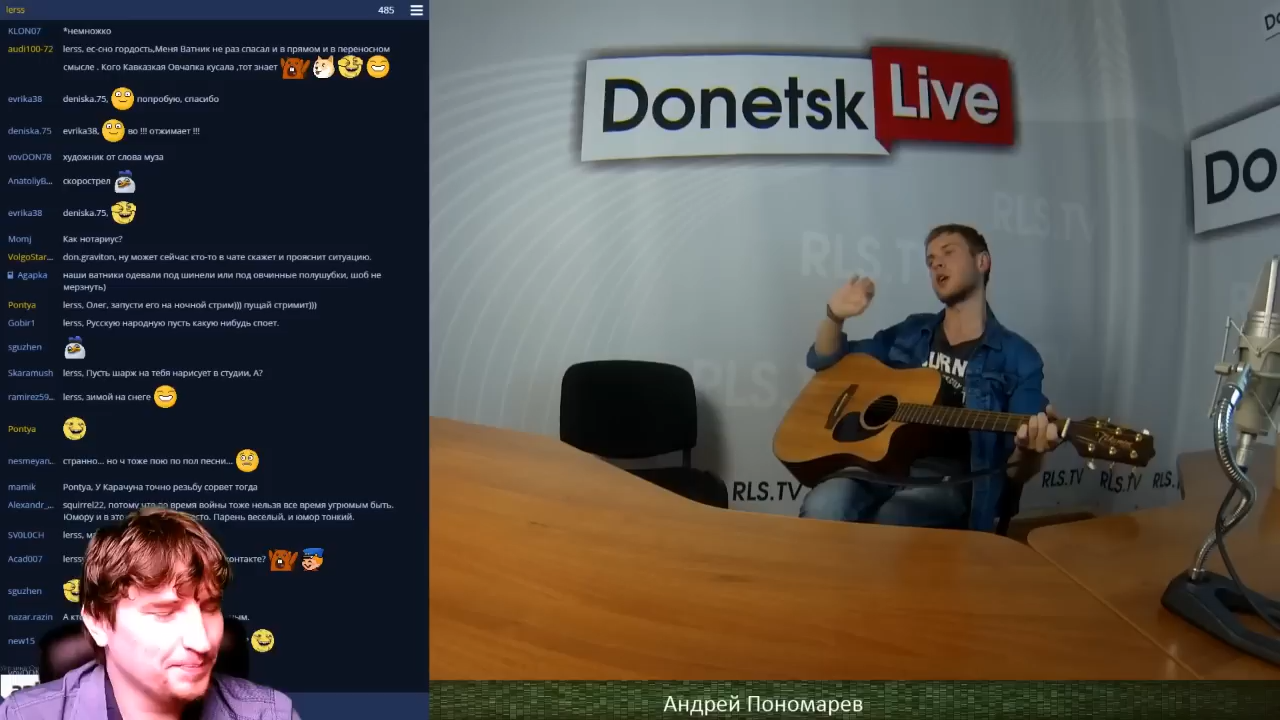 lerss
485
KLON07 *немножко
audi100-72 lerss, ес-сно гордость,Меня Ватник не раз спасал и в прямом и в переносном
смысле . Кого Кавказкая Овчапка кусала ,тот знает
evrika38 deniska.75, попробую, спасибо
deniska.75 evrika38, во !!! отжимает !!!
vovDON78 художник от слова муза
AnatoliyB... скорострел
evrika38 deniska.75,
Momj Как нотариус?
VolgoStar... don.graviton, ну может сейчас кто-то в чате скажет и прояснит ситуацию.
Agapka наши ватники одевали под шинели или под овчинные полушубки, шоб не
мерзнуть)
Pontya lerss, Олег, запусти его на ночной стрим))) пущай стримит)))
Gobir1 lerss, Русскую народную пусть какую нибудь споет.
sguzhen
Skaramush lerss, Пусть шарж на тебя нарисует в студии, А?
ramirez59... lerss, зимой на снеге
Pontya
nesmeyan... странно... но ч тоже пою по пол песни...
mamik Pontya, У Карачуна точно резьбу сорвет тогда
Alexandr_... squirrel22, потому что во время войны тоже нельзя все время угрюмым быть.
Юмору и в это место. Парень веселый, и юмор тонкий.
SV0L0CH lerss,
Acad007 контакте?
sguzhen
nazar.razin А
new15
Donetsk Live
Do
RLS.TV
RLS.TV
RLS
RLS.TV
RLS.TV
RLS.TV
RLS.
Андрей Пономарев